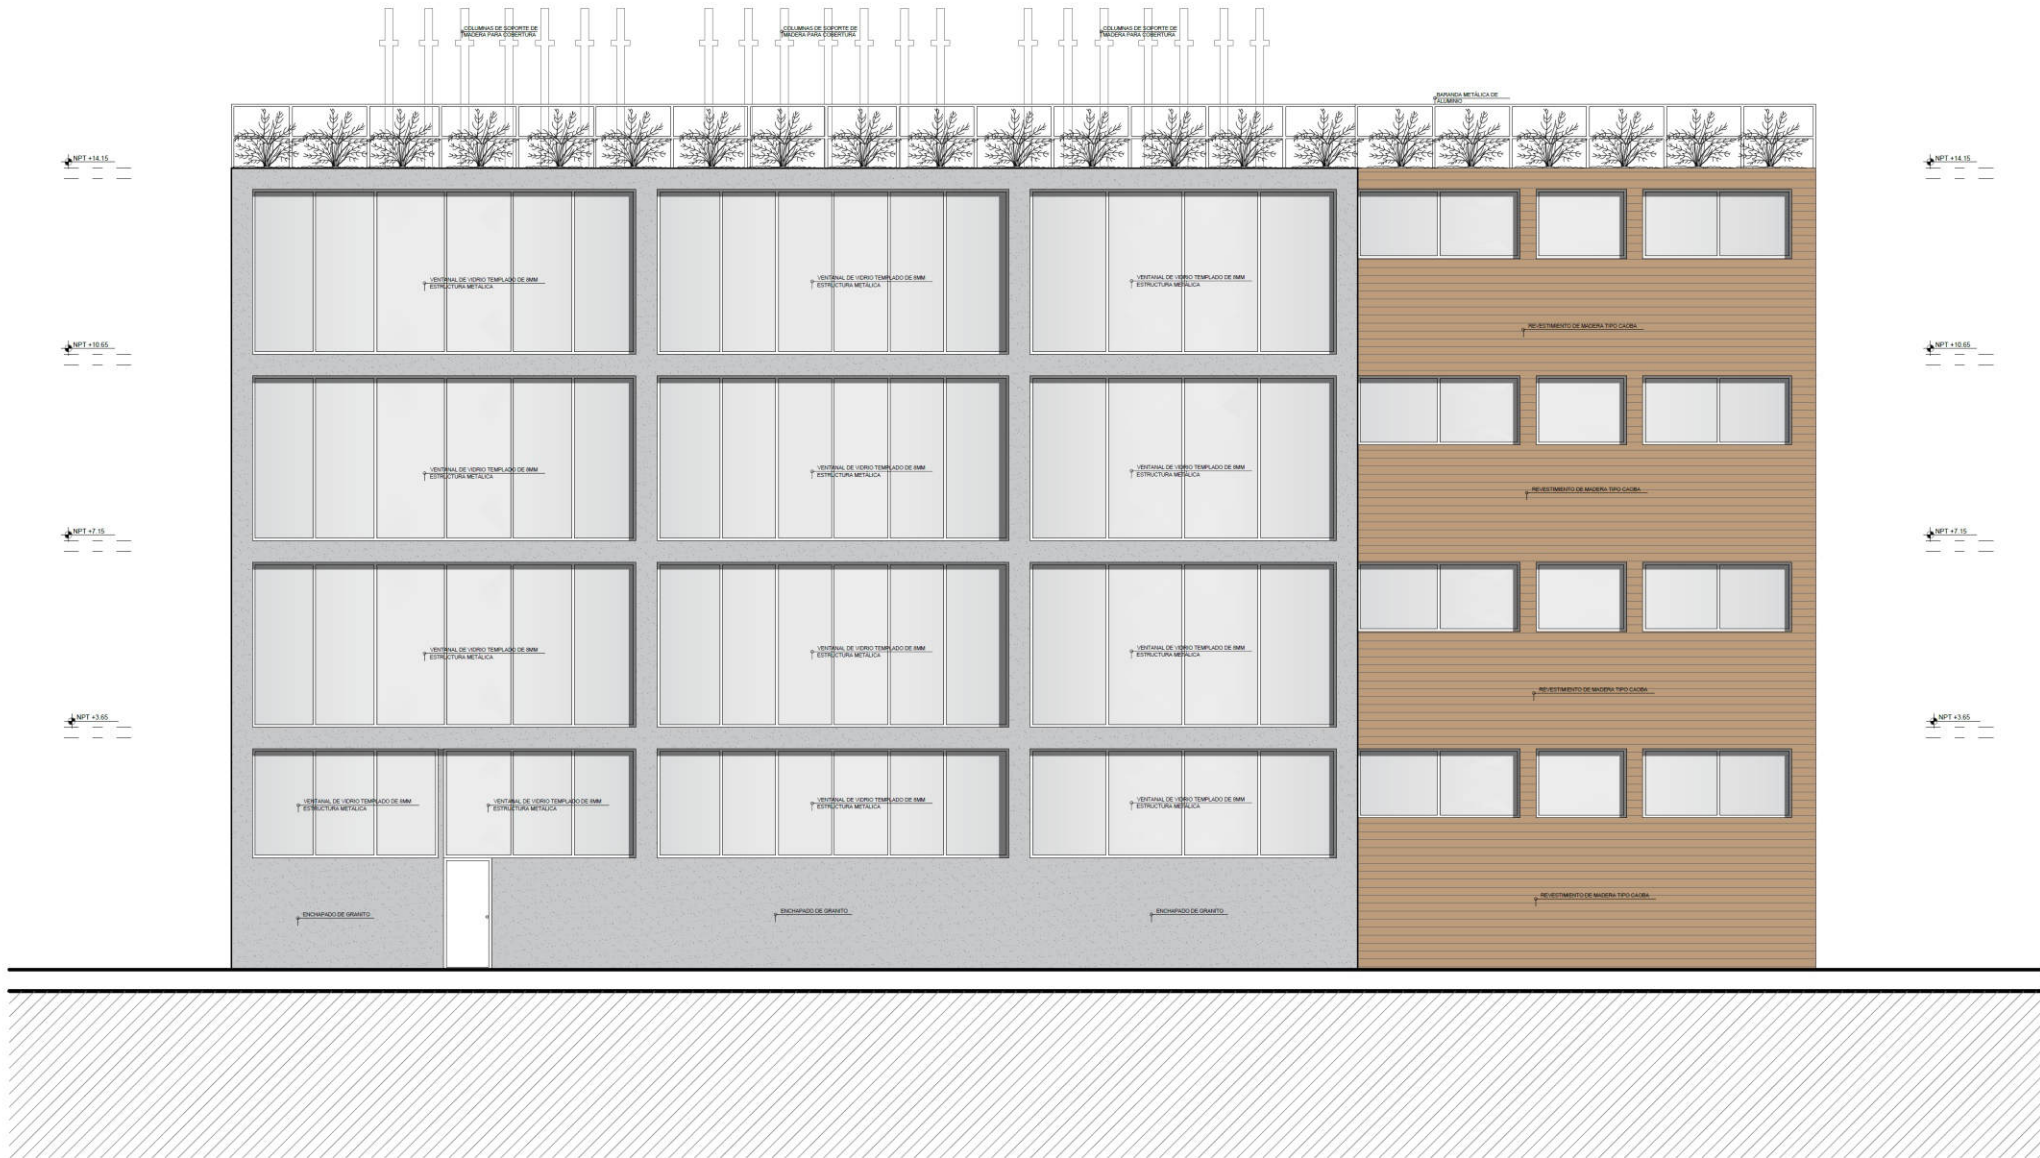 COLUMNAS DE SOPORTE DE
MADERA PARA COBERTURA
COLUMNAS DE SOPORTE DE
MADERA PARA COBERTURA
COLUMNAS DE SOPORTE DE
MADERA PARA COBERTURA
BARANDA METÁLICA DE
ALUMINIO
NPT +14.15
NPT +14.15
VENTANAL DE VIDRIO TEMPLADO DE 8MM
ESTRUCTURA METÁLICA
VENTANAL DE VIDRIO TEMPLADO DE 8MM
ESTRUCTURA METÁLICA
VENTANAL DE VIDRIO TEMPLADO DE 8MM
ESTRUCTURA METÁLICA
REVESTIMIENTO DE MADERA TIPO CAOBA
NPT +10.65
NPT +10.65
VENTANAL DE VIDRIO TEMPLADO DE 8MM
ESTRUCTURA METÁLICA
VENTANAL DE VIDRIO TEMPLADO DE 8MM
ESTRUCTURA METÁLICA
VENTANAL DE VIDRIO TEMPLADO DE 8MM
ESTRUCTURA METÁLICA
REVESTIMIENTO DE MADERA TIPO CAOBA
NPT +7.15
NPT +7.15
VENTANAL DE VIDRIO TEMPLADO DE 8MM
ESTRUCTURA METÁLICA
VENTANAL DE VIDRIO TEMPLADO DE 8MM
ESTRUCTURA METÁLICA
VENTANAL DE VIDRIO TEMPLADO DE 8MM
ESTRUCTURA METÁLICA
REVESTIMIENTO DE MADERA TIPO CAOBA
NPT +3.65
NPT +3.65
VENTANAL DE VIDRIO TEMPLADO DE 8MM
ESTRUCTURA METÁLICA
VENTANAL DE VIDRIO TEMPLADO DE 8MM
ESTRUCTURA METÁLICA
VENTANAL DE VIDRIO TEMPLADO DE 8MM
ESTRUCTURA METÁLICA
VENTANAL DE VIDRIO TEMPLADO DE 8MM
ESTRUCTURA METÁLICA
REVESTIMIENTO DE MADERA TIPO CAOBA
ENCHAPADO DE GRANITO
ENCHAPADO DE GRANITO
ENCHAPADO DE GRANITO